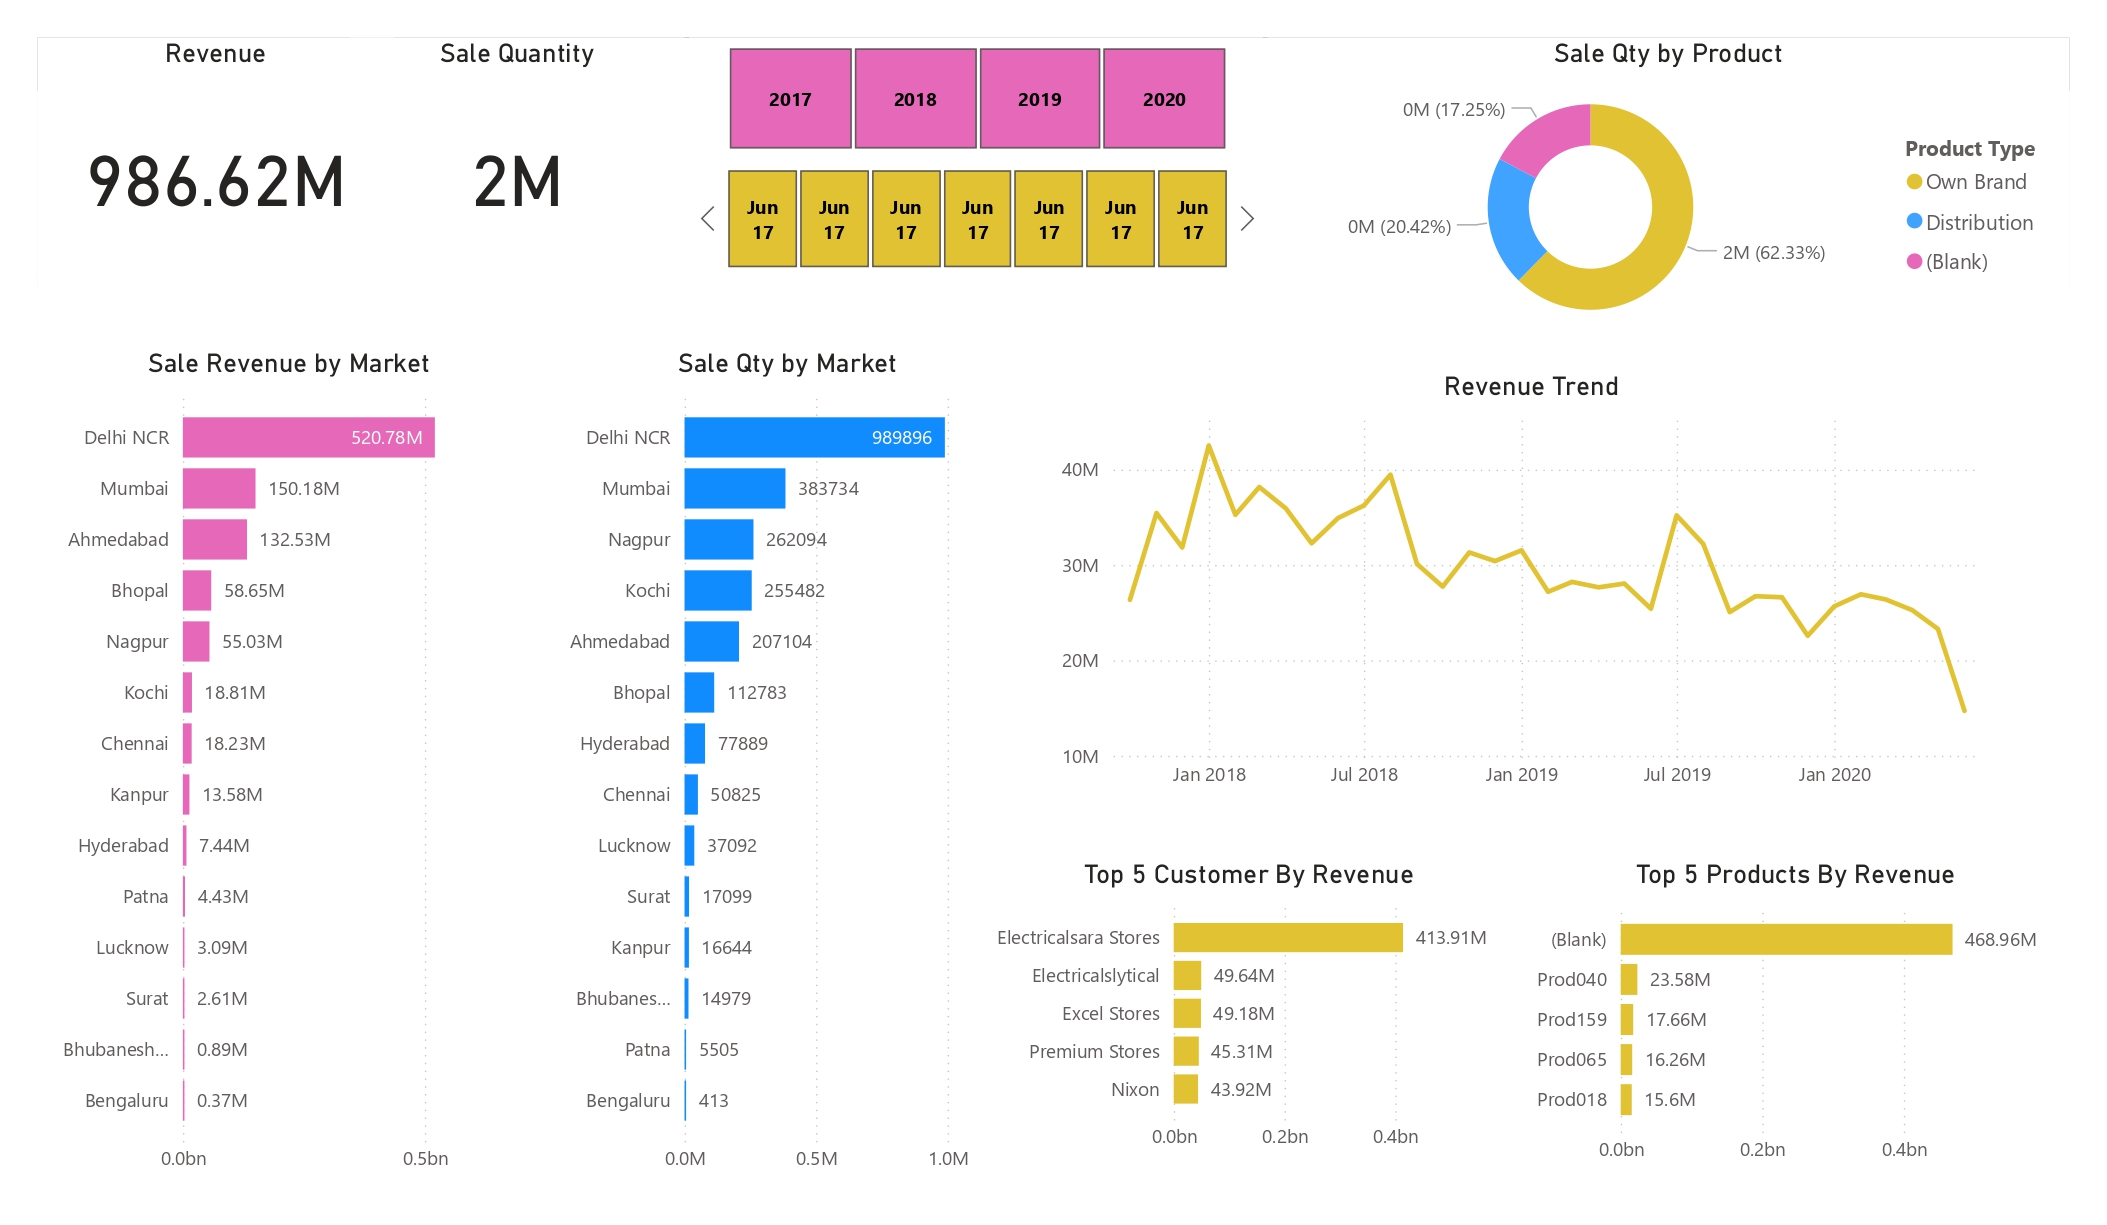 Revenue
986.62M
Sale Quantity
2M
2017 2018 2019 2020
Jun 17 Jun 17 Jun 17 Jun 17 Jun 17 Jun 17 Jun 17
Sale Qty by Product
0M (17.25%)
0M (20.42%)
2M (62.33%)
Product Type
Own Brand
Distribution
(Blank)
Sale Revenue by Market
Delhi NCR 520.78M
Mumbai 150.18M
Ahmedabad 132.53M
Bhopal 58.65M
Nagpur 55.03M
Kochi 18.81M
Chennai 18.23M
Kanpur 13.58M
Hyderabad 7.44M
Patna 4.43M
Lucknow 3.09M
Surat 2.61M
Bhubanesh... 0.89M
Bengaluru 0.37M
0.0bn 0.5bn
Sale Qty by Market
Delhi NCR 989896
Mumbai 383734
Nagpur 262094
Kochi 255482
Ahmedabad 207104
Bhopal 112783
Hyderabad 77889
Chennai 50825
Lucknow 37092
Surat 17099
Kanpur 16644
Bhubanes... 14979
Patna 5505
Bengaluru 413
0.0M 0.5M 1.0M
Revenue Trend
40M
30M
20M
10M
Jan 2018 Jul 2018 Jan 2019 Jul 2019 Jan 2020
Top 5 Customer By Revenue
Electricalsara Stores 413.91M
Electricalslytical 49.64M
Excel Stores 49.18M
Premium Stores 45.31M
Nixon 43.92M
0.0bn 0.2bn 0.4bn
Top 5 Products By Revenue
(Blank) 468.96M
Prod040 23.58M
Prod159 17.66M
Prod065 16.26M
Prod018 15.6M
0.0bn 0.2bn 0.4bn